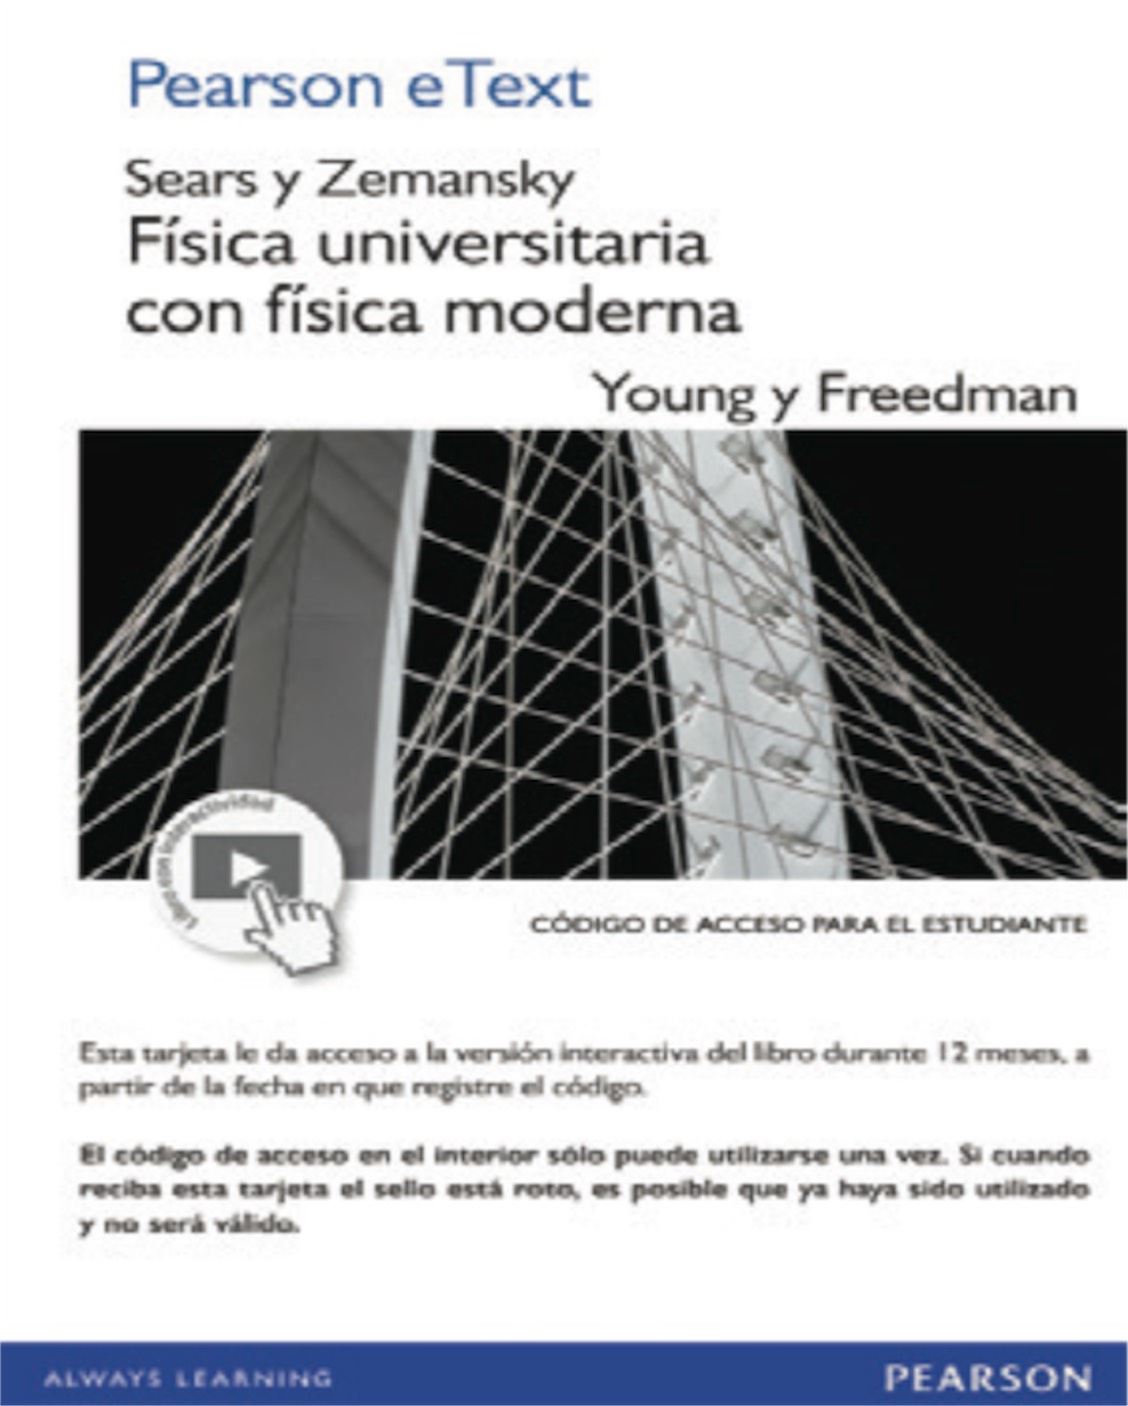 Pearson eText
Sears y Zemansky
Física universitaria
con física moderna
Young y Freedman
Libro con interactividad
CÓDIGO DE ACCESO PARA EL ESTUDIANTE
Esta tarjeta le da acceso a la versión interactiva del libro durante 12 meses, a
partir de la fecha en que registre el código.
El código de acceso en el interior sólo puede utilizarse una vez. Si cuando
reciba esta tarjeta el sello está roto, es posible que ya haya sido utilizado
y no será válido.
ALWAYS LEARNING
PEARSON